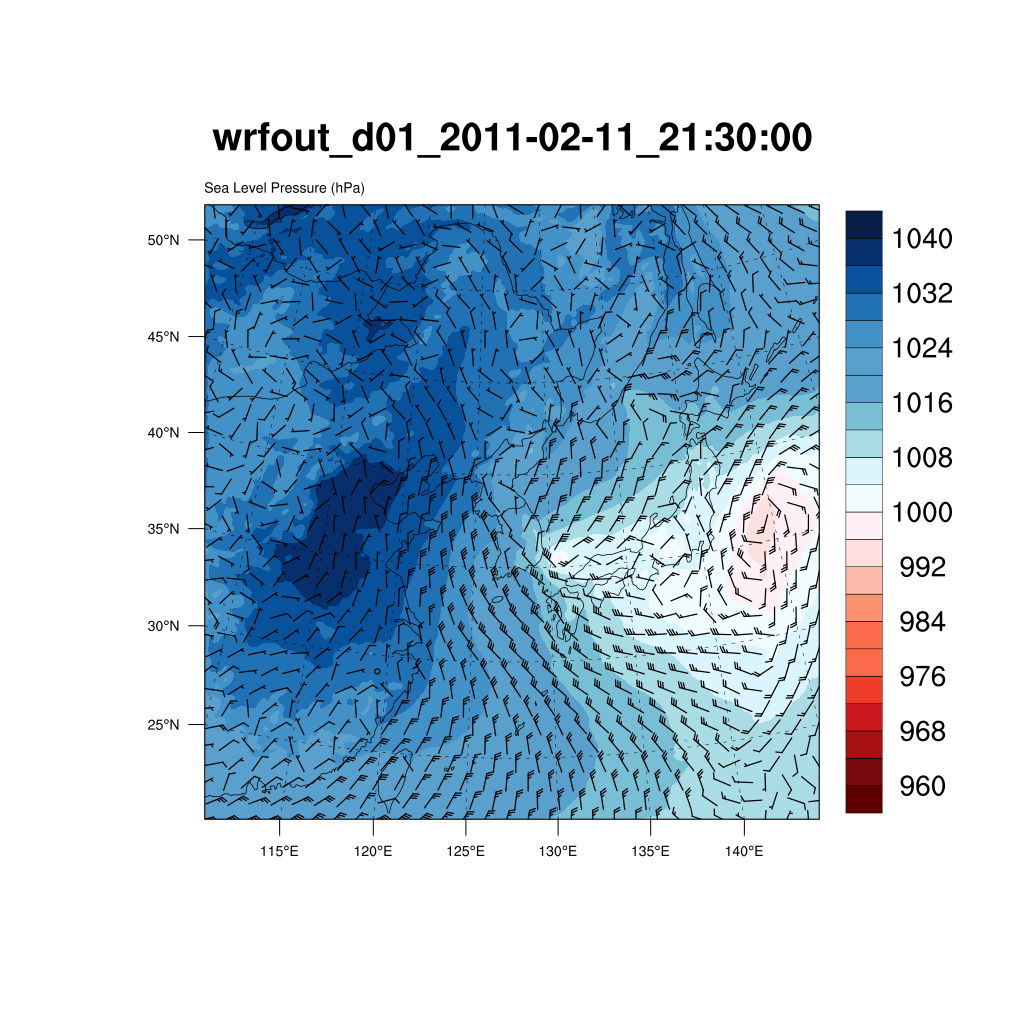 wrfout_d01_2011-02-11_21:30:00
Sea Level Pressure (hPa)
50°N
45°N
40°N
35°N
30°N
25°N
115°E 120°E 125°E 130°E 135°E 140°E
1040
1032
1024
1016
1008
1000
992
984
976
968
960